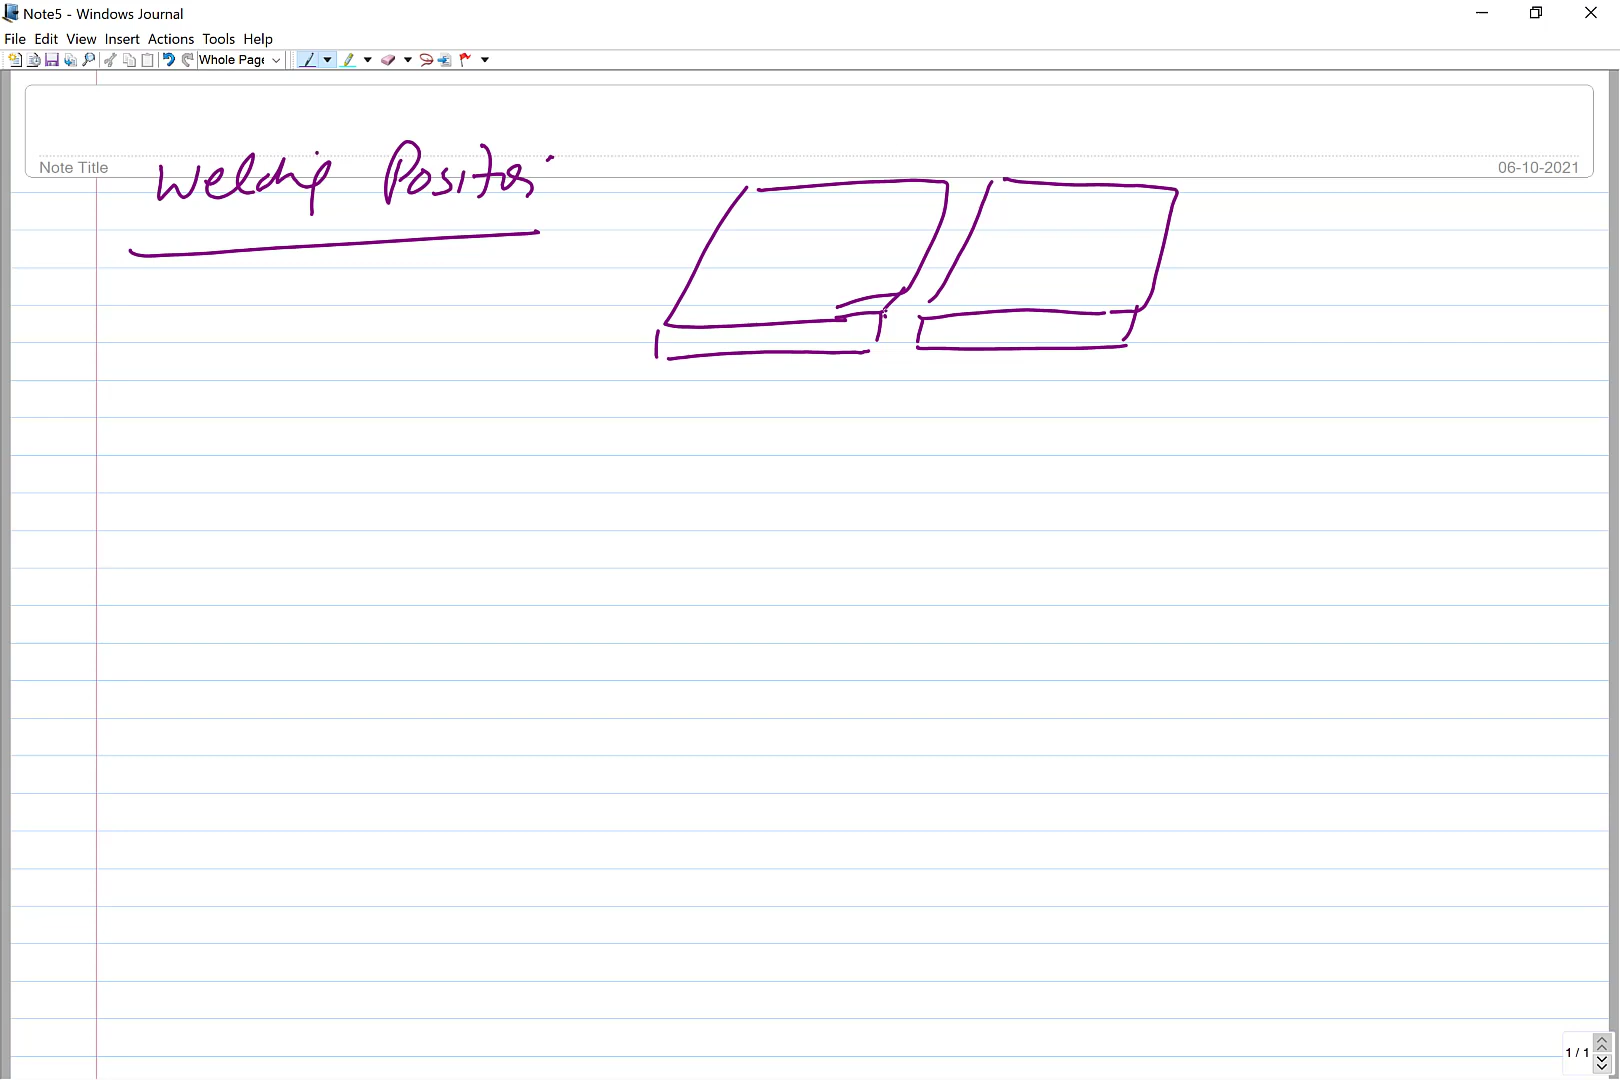 Note5 - Windows Journal
File Edit View Insert Actions Tools Help
Whole Page
Note Title
06-10-2021
Welding Position
1 / 1